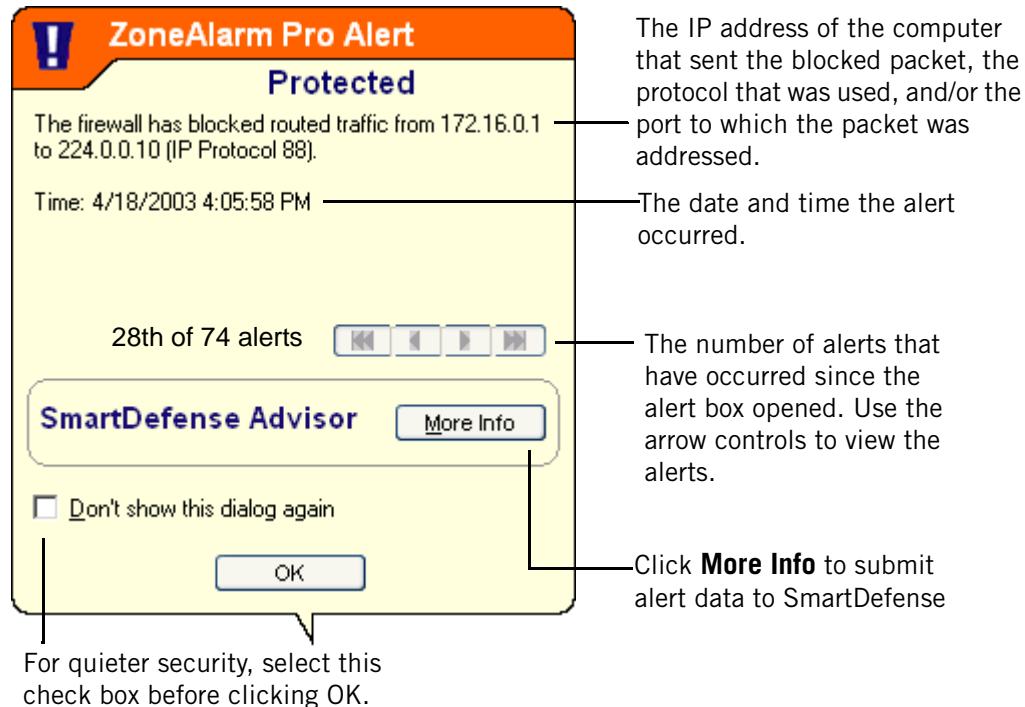 ZoneAlarm Pro Alert
Protected
The firewall has blocked routed traffic from 172.16.0.1
to 224.0.0.10 (IP Protocol 88).
Time: 4/18/2003 4:05:58 PM
28th of 74 alerts
SmartDefense Advisor
More Info
Don't show this dialog again
OK
The IP address of the computer
that sent the blocked packet, the
protocol that was used, and/or the
port to which the packet was
addressed.
The date and time the alert
occurred.
The number of alerts that
have occurred since the
alert box opened. Use the
arrow controls to view the
alerts.
Click More Info to submit
alert data to SmartDefense
For quieter security, select this
check box before clicking OK.